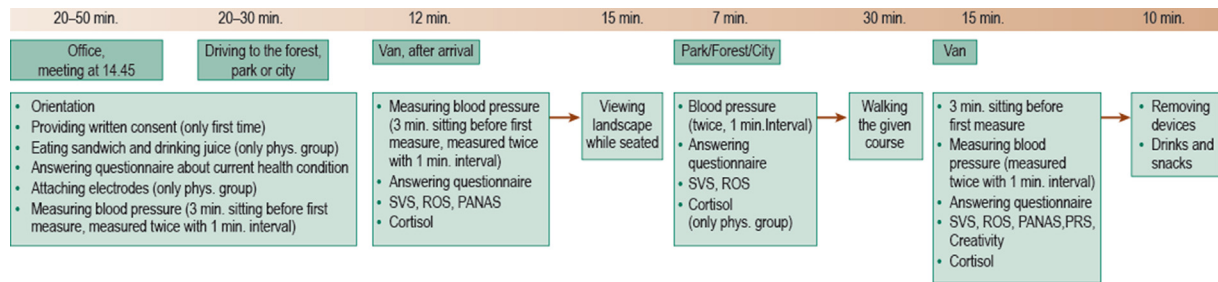 20–50 min.
20–30 min.
12 min.
15 min.
7 min.
30 min.
15 min.
10 min.
Office,
meeting at 14.45
Driving to the forest,
park or city
Van, after arrival
Park/Forest/City
Van
• Orientation
• Providing written consent (only first time)
• Eating sandwich and drinking juice (only phys. group)
• Answering questionnaire about current health condition
• Attaching electrodes (only phys. group)
• Measuring blood pressure (3 min. sitting before first
measure, measured twice with 1 min. interval)
• Measuring blood pressure
(3 min. sitting before first
measure, measured twice
with 1 min. interval)
• Answering questionnaire
• SVS, ROS, PANAS
• Cortisol
Viewing
landscape
while seated
• Blood pressure
(twice, 1 min.Interval)
• Answering
questionnaire
• SVS, ROS
• Cortisol
(only phys. group)
Walking
the given
course
• 3 min. sitting before
first measure
• Measuring blood
pressure (measured
twice with 1 min. interval)
• Answering questionnaire
• SVS, ROS, PANAS,PRS,
Creativity
• Cortisol
• Removing
devices
• Drinks and
snacks